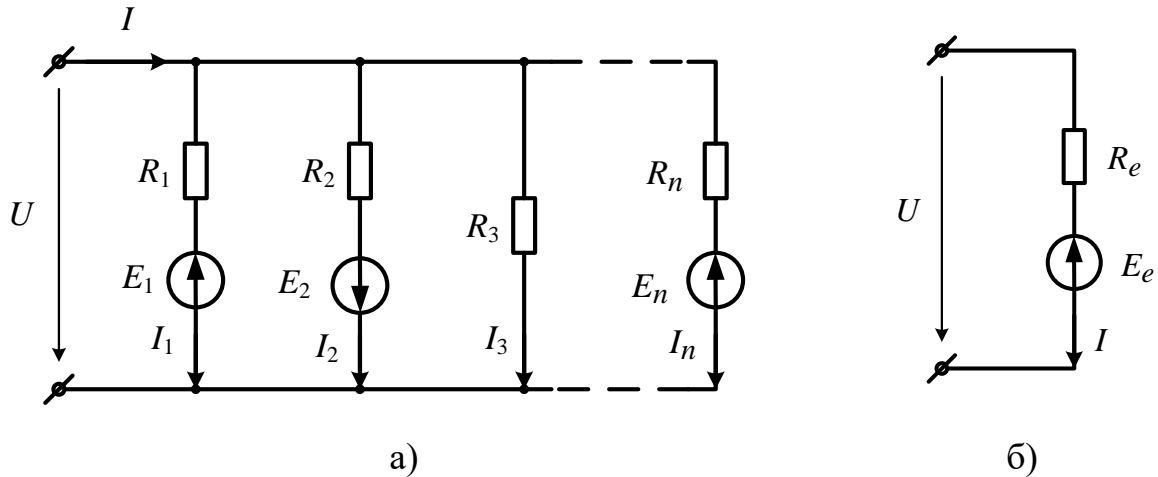 I
R1
R2
R3
Rn
U
E1
E2
En
I1
I2
I3
In
а)
U
Re
Ee
I
б)